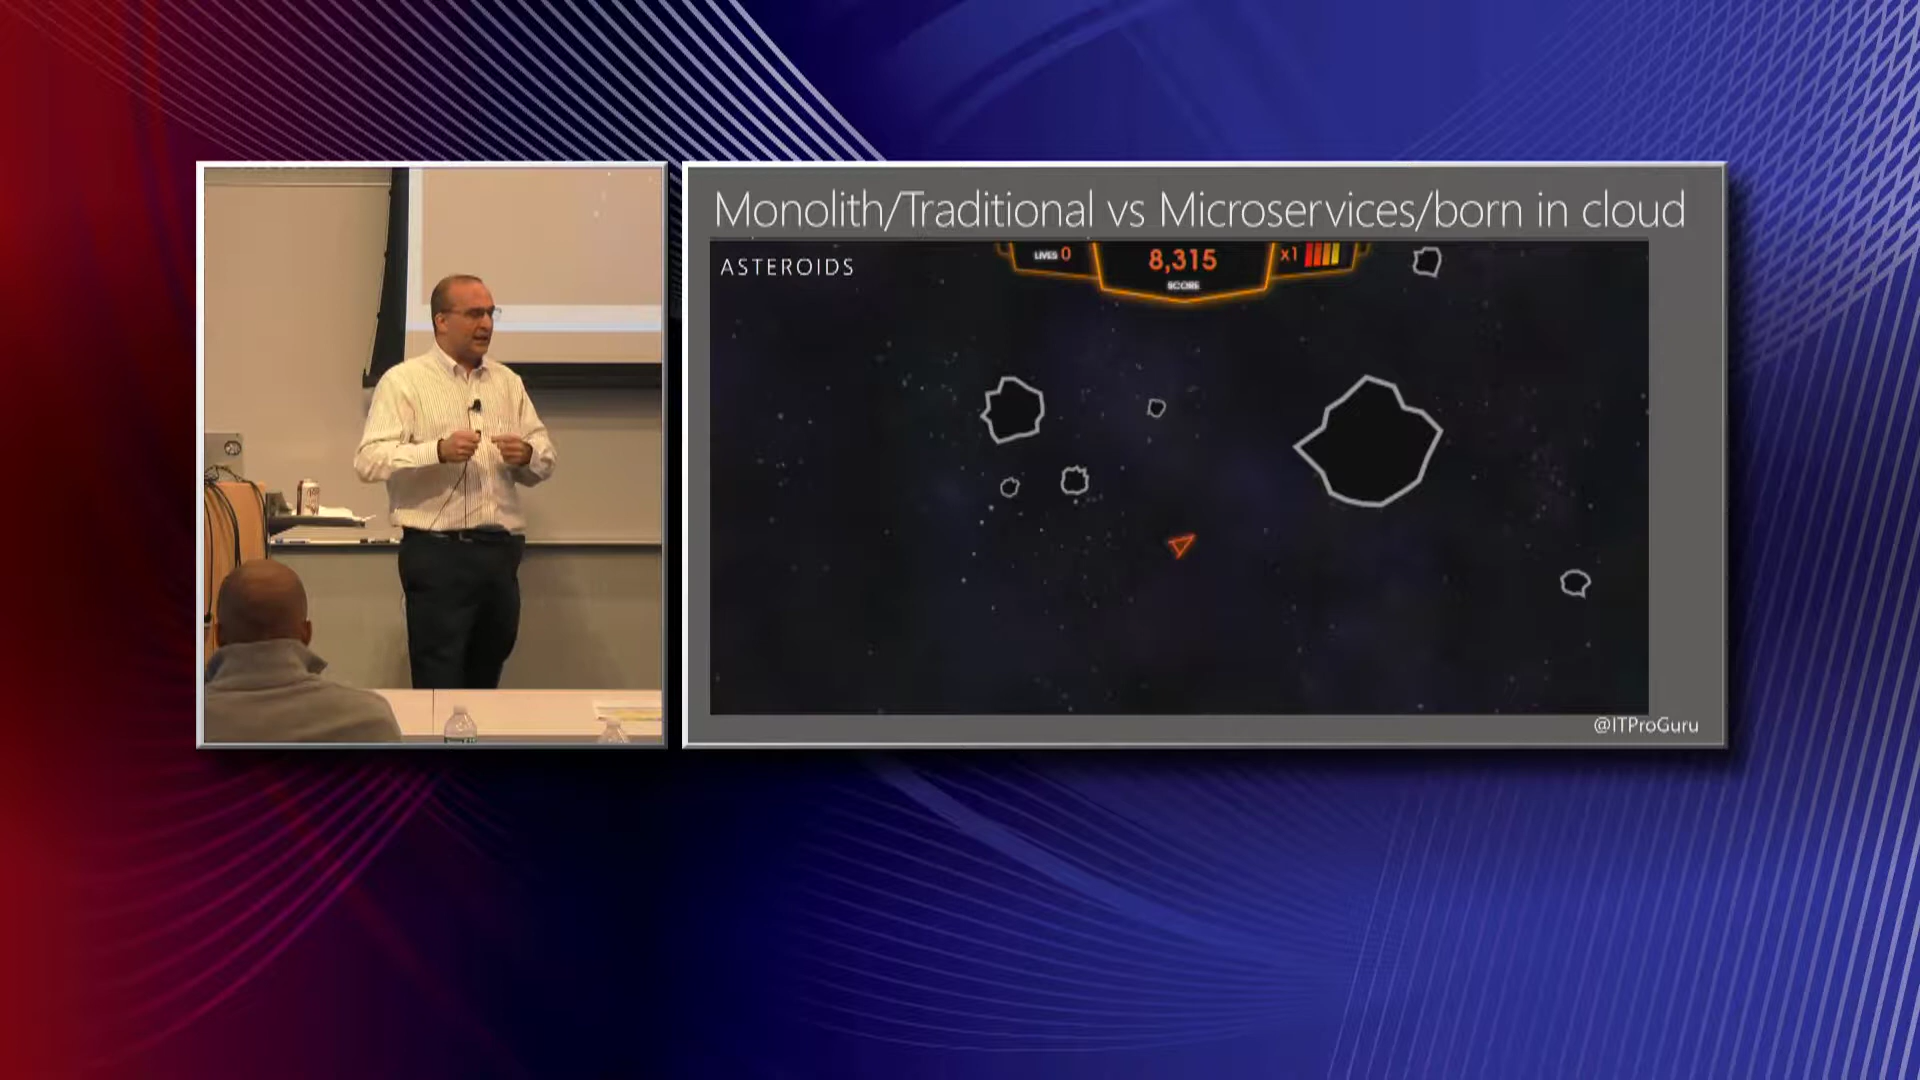 Monolith/Traditional vs Microservices/born in cloud
ASTEROIDS
LIVES 0
8,315
SCORE
x1
@ITProGuru